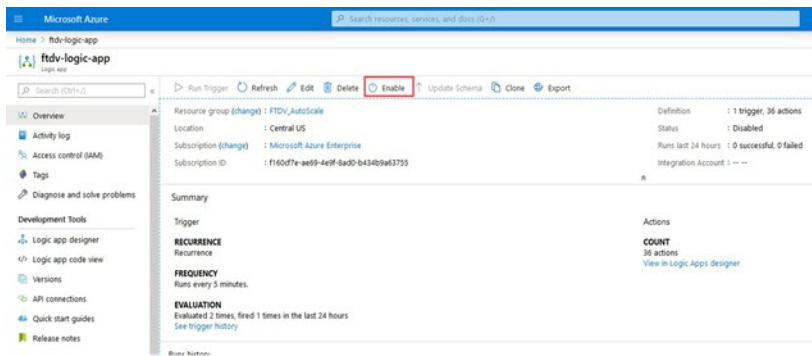 Microsoft Azure
Search resources, services, and docs (G+/)
Home > ftdv-logic-app
ftdv-logic-app
Logic app
Search (Ctrl+/)
Run Trigger Refresh Edit Delete Enable Update Schema Clone Export
Overview
Activity log
Access control (IAM)
Tags
Diagnose and solve problems
Development Tools
Logic app designer
Logic app code view
Versions
API connections
Quick start guides
Release notes
Resource group (change) : FTDV_AutoScale
Location : Central US
Subscription (change) : Microsoft Azure Enterprise
Subscription ID : f160df7e-ae69-4e9f-8ad0-b434b9a63755
Definition : 1 trigger, 36 actions
Status : Disabled
Runs last 24 hours : 0 successful, 0 failed
Integration Account : -- --
Summary
Trigger
RECURRENCE
Recurrence
FREQUENCY
Runs every 5 minutes.
EVALUATION
Evaluated 2 times, fired 1 times in the last 24 hours
See trigger history
Actions
COUNT
36 actions
View in Logic Apps designer
Runs history